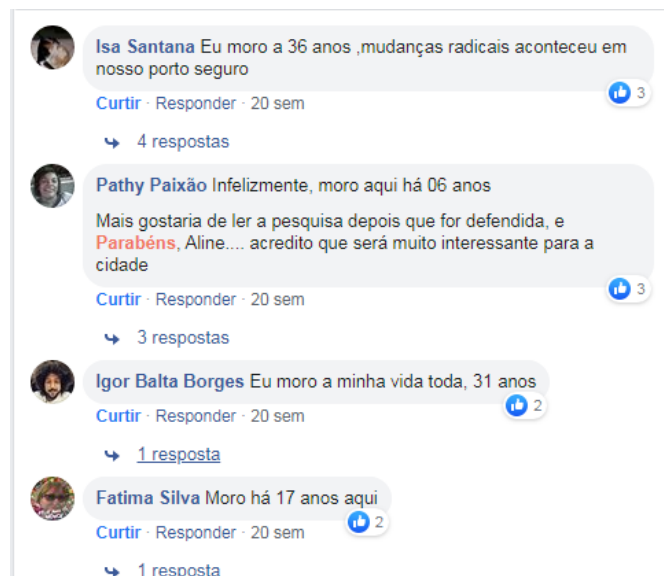 Isa Santana Eu moro a 36 anos ,mudanças radicais aconteceu em
nosso porto seguro
3
Curtir · Responder · 20 sem
4 respostas
Pathy Paixão Infelizmente, moro aqui há 06 anos
Mais gostaria de ler a pesquisa depois que for defendida, e
Parabéns, Aline.... acredito que será muito interessante para a
cidade
3
Curtir · Responder · 20 sem
3 respostas
Igor Balta Borges Eu moro a minha vida toda, 31 anos
2
Curtir · Responder · 20 sem
1 resposta
Fatima Silva Moro há 17 anos aqui
2
Curtir · Responder · 20 sem
1 resposta